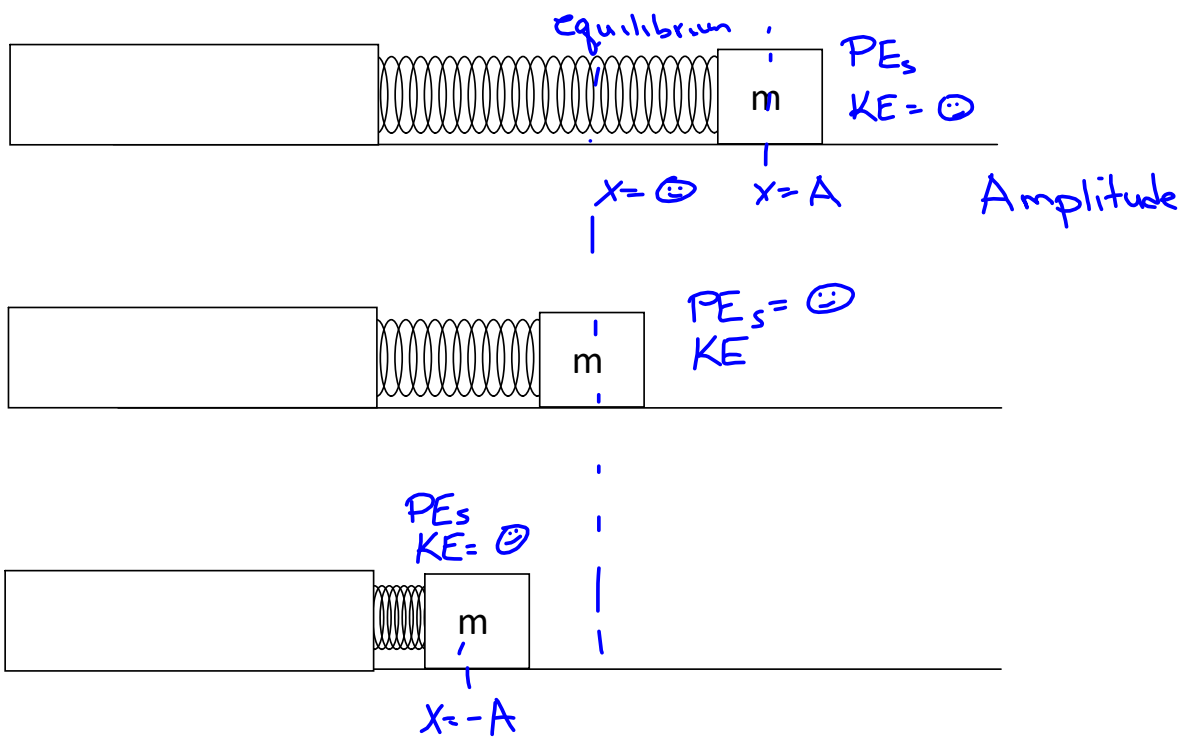 equilibrium
PEs
m
KE = ☺
x = ☺ x = A
Amplitude
PEs = ☺
KE
m
PEs
KE = ☺
m
x = -A